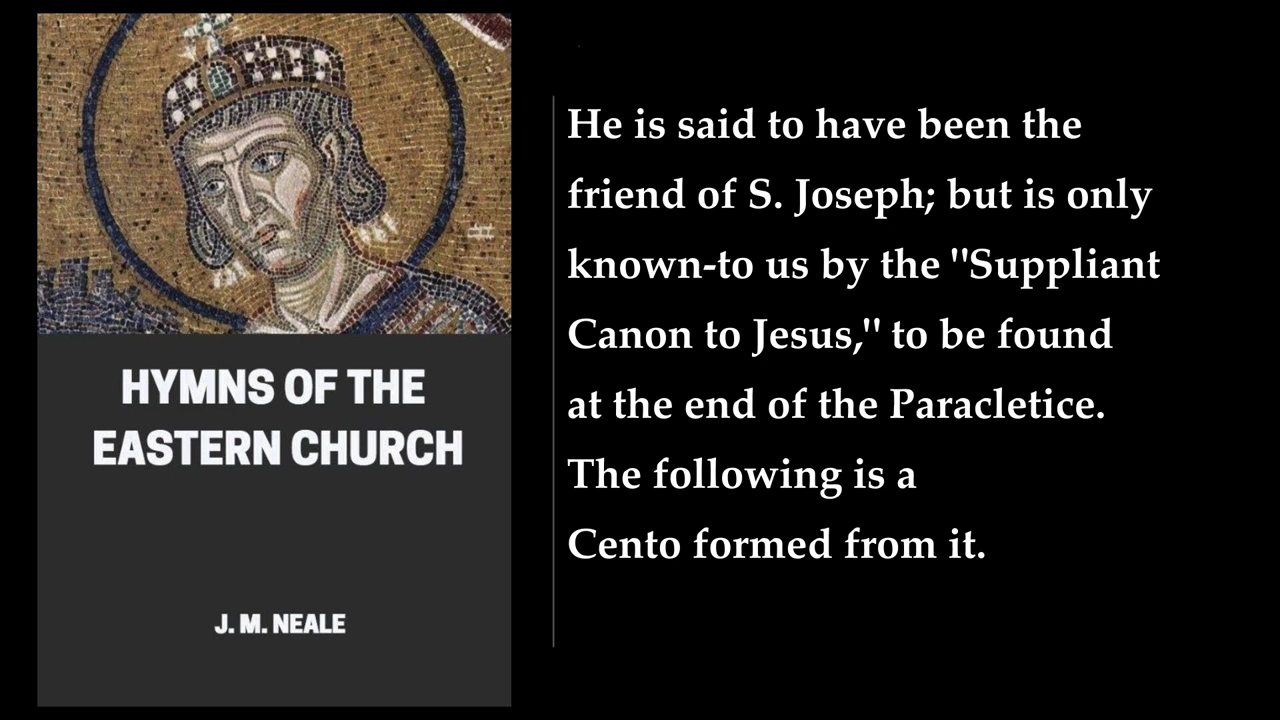 HYMNS OF THE
EASTERN CHURCH
J. M. NEALE
He is said to have been the
friend of S. Joseph; but is only
known-to us by the "Suppliant
Canon to Jesus," to be found
at the end of the Paracletice.
The following is a
Cento formed from it.